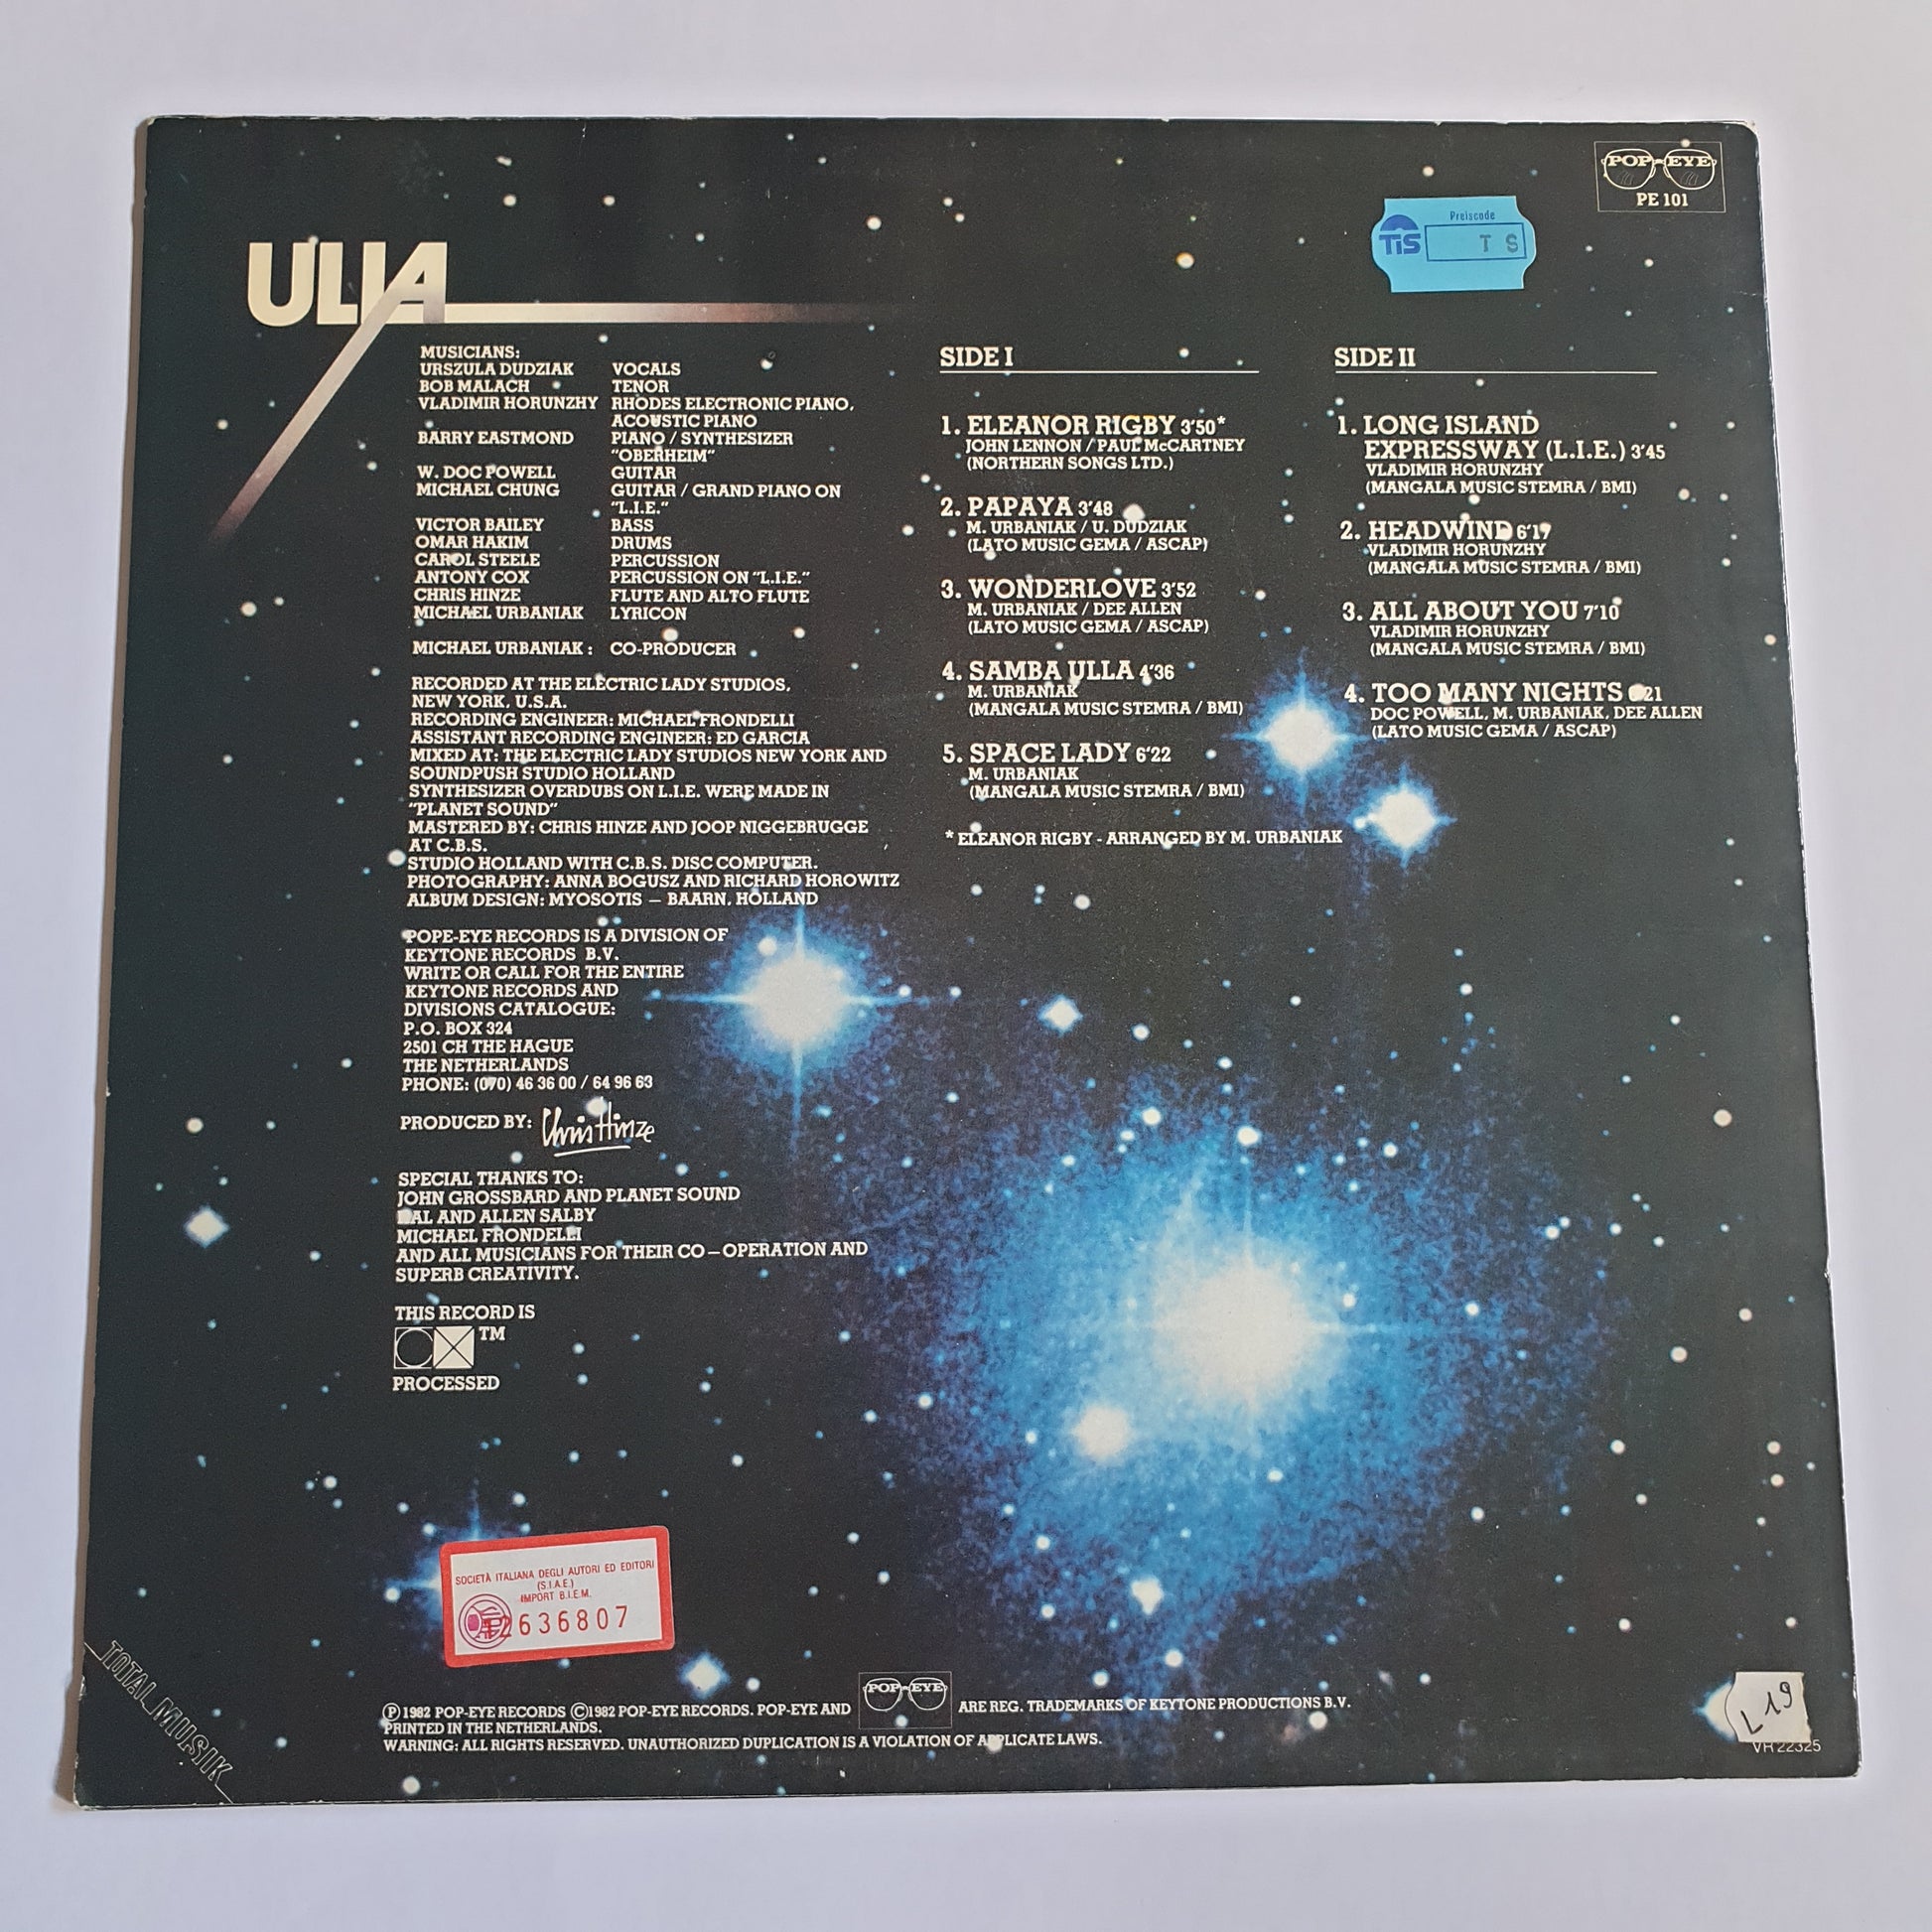 POP-EYE
PE 101
Preiscode
TIS T S
ULLA
MUSICIANS:
URSZULA DUDZIAK VOCALS
BOB MALACH TENOR
VLADIMIR HORUNZHY RHODES ELECTRONIC PIANO,
ACOUSTIC PIANO
BARRY EASTMOND PIANO / SYNTHESIZER
"OBERHEIM"
W. DOC POWELL GUITAR
MICHAEL CHUNG GUITAR / GRAND PIANO ON
"L.I.E."
VICTOR BAILEY BASS
OMAR HAKIM DRUMS
CAROL STEELE PERCUSSION
ANTONY COX PERCUSSION ON "L.I.E."
CHRIS HINZE FLUTE AND ALTO FLUTE
MICHAEL URBANIAK LYRICON
MICHAEL URBANIAK : CO-PRODUCER
RECORDED AT THE ELECTRIC LADY STUDIOS,
NEW YORK, U.S.A.
RECORDING ENGINEER: MICHAEL FRONDELLI
ASSISTANT RECORDING ENGINEER: ED GARCIA
MIXED AT: THE ELECTRIC LADY STUDIOS NEW YORK AND
SOUNDPUSH STUDIO HOLLAND
SYNTHESIZER OVERDUBS ON L.I.E. WERE MADE IN
"PLANET SOUND"
MASTERED BY: CHRIS HINZE AND JOOP NIGGEBRUGGE
AT C.B.S.
STUDIO HOLLAND WITH C.B.S. DISC COMPUTER.
PHOTOGRAPHY: ANNA BOGUSZ AND RICHARD HOROWITZ
ALBUM DESIGN: MYOSOTIS – BAARN, HOLLAND
POPE-EYE RECORDS IS A DIVISION OF
KEYTONE RECORDS B.V.
WRITE OR CALL FOR THE ENTIRE
KEYTONE RECORDS AND
DIVISIONS CATALOGUE:
P.O. BOX 324
2501 CH THE HAGUE
THE NETHERLANDS
PHONE: (070) 46 36 00 / 64 96 63
PRODUCED BY: Chris Hinze
SPECIAL THANKS TO:
JOHN GROSSBARD AND PLANET SOUND
AND ALLEN SALBY
MICHAEL FRONDELLI
AND ALL MUSICIANS FOR THEIR CO – OPERATION AND
SUPERB CREATIVITY.
THIS RECORD IS
CX TM
PROCESSED
SIDE I
1. ELEANOR RIGBY 3'50*
JOHN LENNON / PAUL McCARTNEY
(NORTHERN SONGS LTD.)
2. PAPAYA 3'48
M. URBANIAK / U. DUDZIAK
(LATO MUSIC GEMA / ASCAP)
3. WONDERLOVE 3'52
M. URBANIAK / DEE ALLEN
(LATO MUSIC GEMA / ASCAP)
4. SAMBA ULLA 4'36
M. URBANIAK
(MANGALA MUSIC STEMRA / BMI)
5. SPACE LADY 6'22
M. URBANIAK
(MANGALA MUSIC STEMRA / BMI)
* ELEANOR RIGBY - ARRANGED BY M. URBANIAK
SIDE II
1. LONG ISLAND
EXPRESSWAY (L.I.E.) 3'45
VLADIMIR HORUNZHY
(MANGALA MUSIC STEMRA / BMI)
2. HEADWIND 6'17
VLADIMIR HORUNZHY
(MANGALA MUSIC STEMRA / BMI)
3. ALL ABOUT YOU 7'10
VLADIMIR HORUNZHY
(MANGALA MUSIC STEMRA / BMI)
4. TOO MANY NIGHTS
DOC POWELL, M. URBANIAK, DEE ALLEN
(LATO MUSIC GEMA / ASCAP)
SOCIETÀ ITALIANA DEGLI AUTORI ED EDITORI
(S.I.A.E.)
IMPORT B.I.E.M.
636807
TOTAL MUSIK
Ⓟ 1982 POP-EYE RECORDS ©1982 POP-EYE RECORDS. POP-EYE AND POP-EYE ARE REG. TRADEMARKS OF KEYTONE PRODUCTIONS B.V.
PRINTED IN THE NETHERLANDS.
WARNING: ALL RIGHTS RESERVED. UNAUTHORIZED DUPLICATION IS A VIOLATION OF APPLICATE LAWS.
L 19
VR 22325